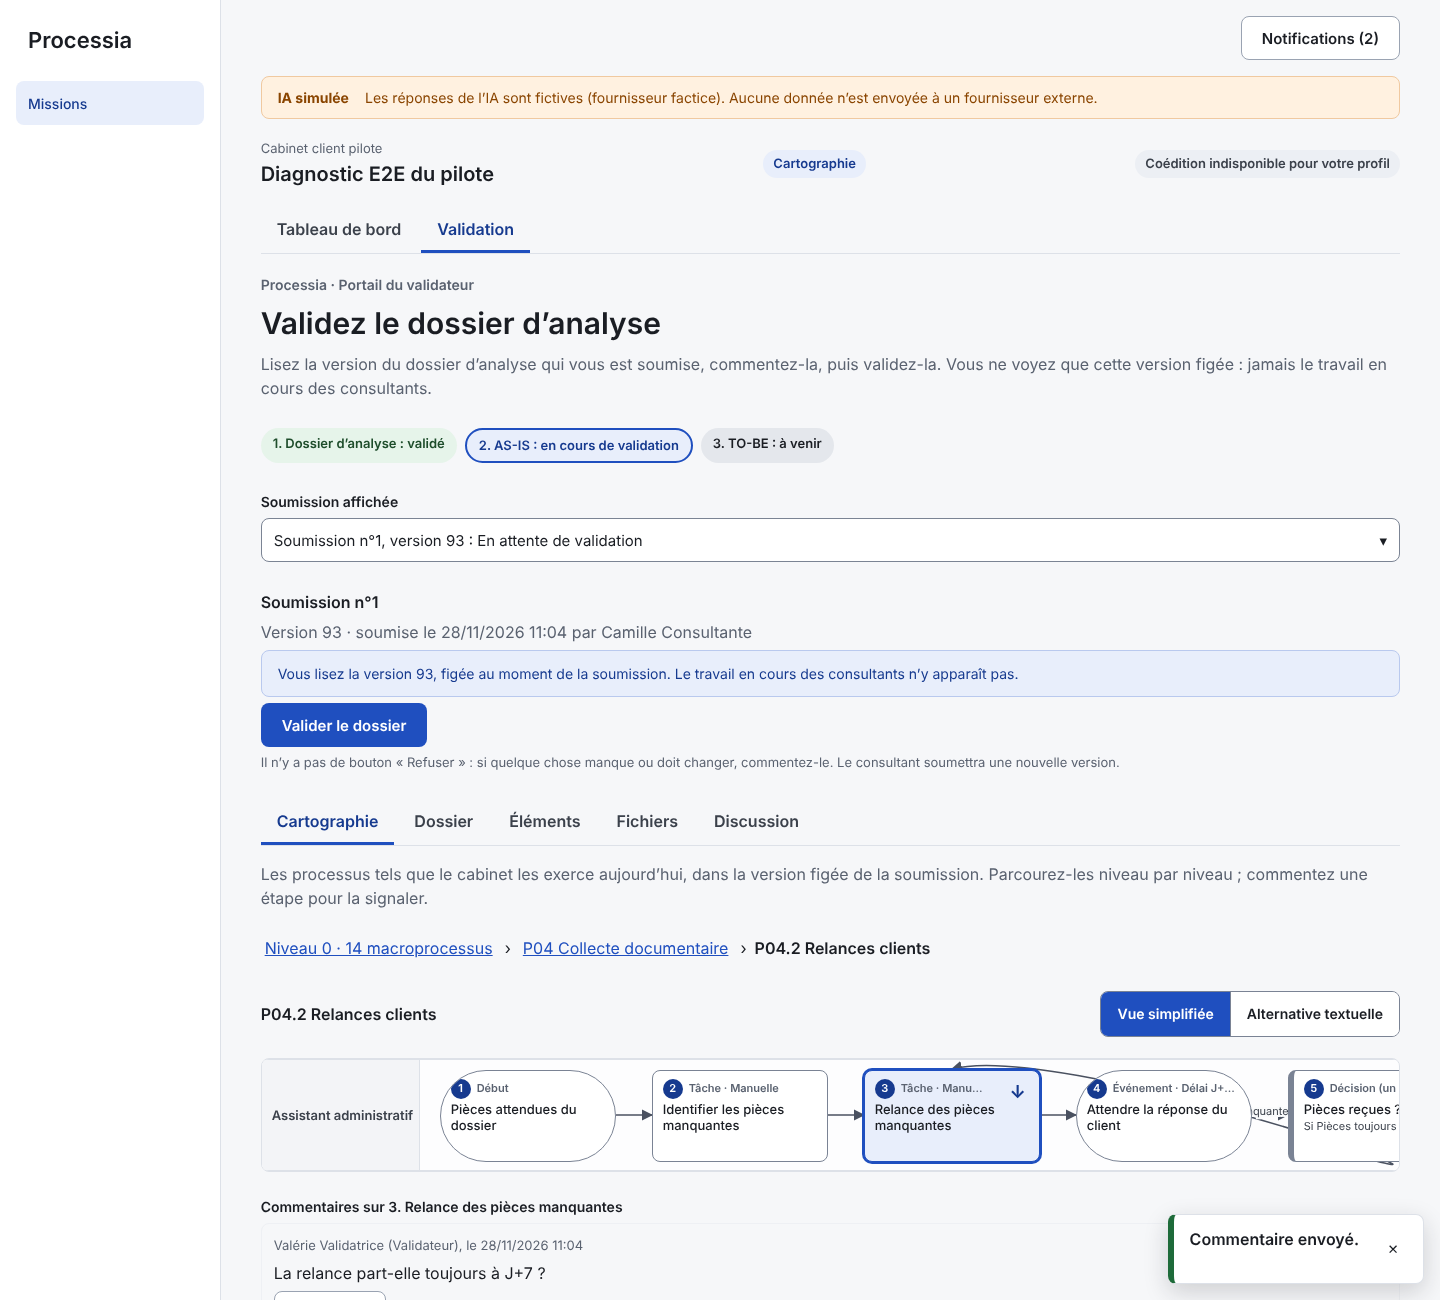 Processia
Notifications (2)
Missions
IA simulée Les réponses de l’IA sont fictives (fournisseur factice). Aucune donnée n’est envoyée à un fournisseur externe.
Cabinet client pilote
Diagnostic E2E du pilote
Cartographie
Coédition indisponible pour votre profil
Tableau de bord
Validation
Processia · Portail du validateur
Validez le dossier d’analyse
Lisez la version du dossier d’analyse qui vous est soumise, commentez-la, puis validez-la. Vous ne voyez que cette version figée : jamais le travail en
cours des consultants.
1. Dossier d’analyse : validé
2. AS-IS : en cours de validation
3. TO-BE : à venir
Soumission affichée
Soumission n°1, version 93 : En attente de validation
Soumission n°1
Version 93 · soumise le 28/11/2026 11:04 par Camille Consultante
Vous lisez la version 93, figée au moment de la soumission. Le travail en cours des consultants n’y apparaît pas.
Valider le dossier
Il n’y a pas de bouton « Refuser » : si quelque chose manque ou doit changer, commentez-le. Le consultant soumettra une nouvelle version.
Cartographie
Dossier
Éléments
Fichiers
Discussion
Les processus tels que le cabinet les exerce aujourd’hui, dans la version figée de la soumission. Parcourez-les niveau par niveau ; commentez une
étape pour la signaler.
Niveau 0 · 14 macroprocessus › P04 Collecte documentaire › P04.2 Relances clients
P04.2 Relances clients
Vue simplifiée
Alternative textuelle
Assistant administratif
1 Début
Pièces attendues du
dossier
2 Tâche · Manuelle
Identifier les pièces
manquantes
3 Tâche · Manu…
Relance des pièces
manquantes
4 Événement · Délai J+…
Attendre la réponse du
client
quante
5 Décision (un
Pièces reçues ?
Si Pièces toujours
Commentaires sur 3. Relance des pièces manquantes
Valérie Validatrice (Validateur), le 28/11/2026 11:04
La relance part-elle toujours à J+7 ?
Commentaire envoyé.